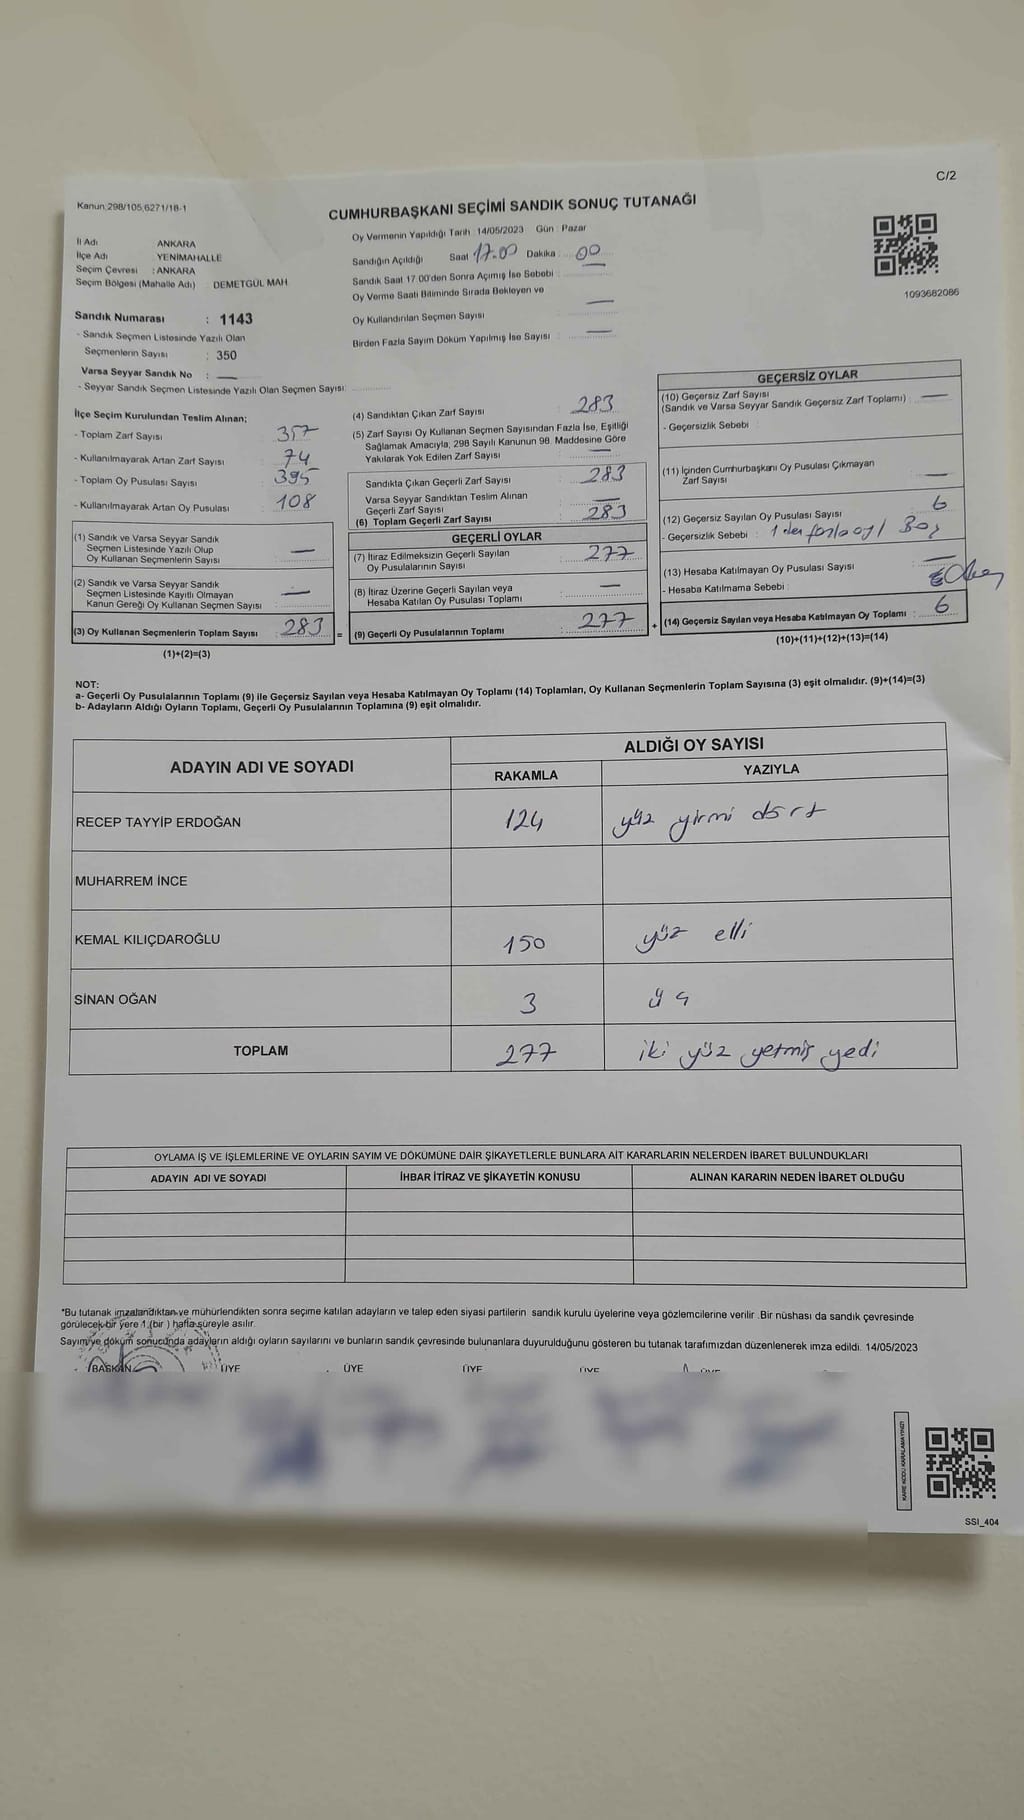 C/2
Kanun,298/105,6271/18-1
CUMHURBAŞKANI SEÇİMİ SANDIK SONUÇ TUTANAĞI
İl Adı ANKARA
İlçe Adı YENİMAHALLE
Seçim Çevresi : ANKARA
Seçim Bölgesi (Mahalle Adı) DEMETGÜL MAH.
Sandık Numarası : 1143
- Sandık Seçmen Listesinde Yazılı Olan
Seçmenlerin Sayısı : 350
Varsa Seyyar Sandık No : —
- Seyyar Sandık Seçmen Listesinde Yazılı Olan Seçmen Sayısı:
Oy Vermenin Yapıldığı Tarih : 14/05/2023 Gün : Pazar
Sandığın Açıldığı Saat 17.00 Dakika : 00
Sandık Saat 17:00'den Sonra Açılmış İse Sebebi : —
Oy Verme Saati Bitiminde Sırada Bekleyen ve
Oy Kullandırılan Seçmen Sayısı —
Birden Fazla Sayım Döküm Yapılmış İse Sayısı : —
1093682086
İlçe Seçim Kurulundan Teslim Alınan;
- Toplam Zarf Sayısı 357
- Kullanılmayarak Artan Zarf Sayısı 74
- Toplam Oy Pusulası Sayısı 395
- Kullanılmayarak Artan Oy Pusulası 108
(1) Sandık ve Varsa Seyyar Sandık
Seçmen Listesinde Yazılı Olup
Oy Kullanan Seçmenlerin Sayısı —
(2) Sandık ve Varsa Seyyar Sandık
Seçmen Listesinde Kayıtlı Olmayan
Kanun Gereği Oy Kullanan Seçmen Sayısı —
(3) Oy Kullanan Seçmenlerin Toplam Sayısı 283 =
(1)+(2)=(3)
(4) Sandıktan Çıkan Zarf Sayısı 283
(5) Zarf Sayısı Oy Kullanan Seçmen Sayısından Fazla İse, Eşitliği
Sağlamak Amacıyla, 298 Sayılı Kanunun 98. Maddesine Göre
Yakılarak Yok Edilen Zarf Sayısı —
Sandıkta Çıkan Geçerli Zarf Sayısı 283
Varsa Seyyar Sandıktan Teslim Alınan
Geçerli Zarf Sayısı —
(6) Toplam Geçerli Zarf Sayısı 283
GEÇERLİ OYLAR
(7) İtiraz Edilmeksizin Geçerli Sayılan
Oy Pusulalarının Sayısı 277
(8) İtiraz Üzerine Geçerli Sayılan veya
Hesaba Katılan Oy Pusulası Toplamı —
(9) Geçerli Oy Pusulalarının Toplamı 277 +
GEÇERSİZ OYLAR
(10) Geçersiz Zarf Sayısı
(Sandık ve Varsa Seyyar Sandık Geçersiz Zarf Toplamı) : —
- Geçersizlik Sebebi :
(11) İçinden Cumhurbaşkanı Oy Pusulası Çıkmayan
Zarf Sayısı —
(12) Geçersiz Sayılan Oy Pusulası Sayısı 6
- Geçersizlik Sebebi : 1 den fazla oy / Boş
(13) Hesaba Katılmayan Oy Pusulası Sayısı —
- Hesaba Katılmama Sebebi :
(14) Geçersiz Sayılan veya Hesaba Katılmayan Oy Toplamı : 6
(10)+(11)+(12)+(13)=(14)
NOT:
a- Geçerli Oy Pusulalarının Toplamı (9) ile Geçersiz Sayılan veya Hesaba Katılmayan Oy Toplamı (14) Toplamları, Oy Kullanan Seçmenlerin Toplam Sayısına (3) eşit olmalıdır. (9)+(14)=(3)
b- Adayların Aldığı Oyların Toplamı, Geçerli Oy Pusulalarının Toplamına (9) eşit olmalıdır.
ADAYIN ADI VE SOYADI ALDIĞI OY SAYISI
RAKAMLA YAZIYLA
RECEP TAYYİP ERDOĞAN 124 yüz yirmi dört
MUHARREM İNCE
KEMAL KILIÇDAROĞLU 150 yüz elli
SİNAN OĞAN 3 üç
TOPLAM 277 iki yüz yetmiş yedi
OYLAMA İŞ VE İŞLEMLERİNE VE OYLARIN SAYIM VE DÖKÜMÜNE DAİR ŞİKAYETLERLE BUNLARA AİT KARARLARIN NELERDEN İBARET BULUNDUKLARI
ADAYIN ADI VE SOYADI İHBAR İTİRAZ VE ŞİKAYETİN KONUSU ALINAN KARARIN NEDEN İBARET OLDUĞU
*Bu tutanak imzalandıktan ve mühürlendikten sonra seçime katılan adayların ve talep eden siyasi partilerin sandık kurulu üyelerine veya gözlemcilerine verilir .Bir nüshası da sandık çevresinde
görülecek bir yere 1 (bir ) hafta süreyle asılır.
Sayım ve döküm sonucunda adayların aldığı oyların sayılarını ve bunların sandık çevresinde bulunanlara duyurulduğunu gösteren bu tutanak tarafımızdan düzenlenerek imza edildi. 14/05/2023
BAŞKAN ÜYE ÜYE ÜYE ÜYE ÜYE
KARE KODU KARALAMAYINIZ!
SSI_404